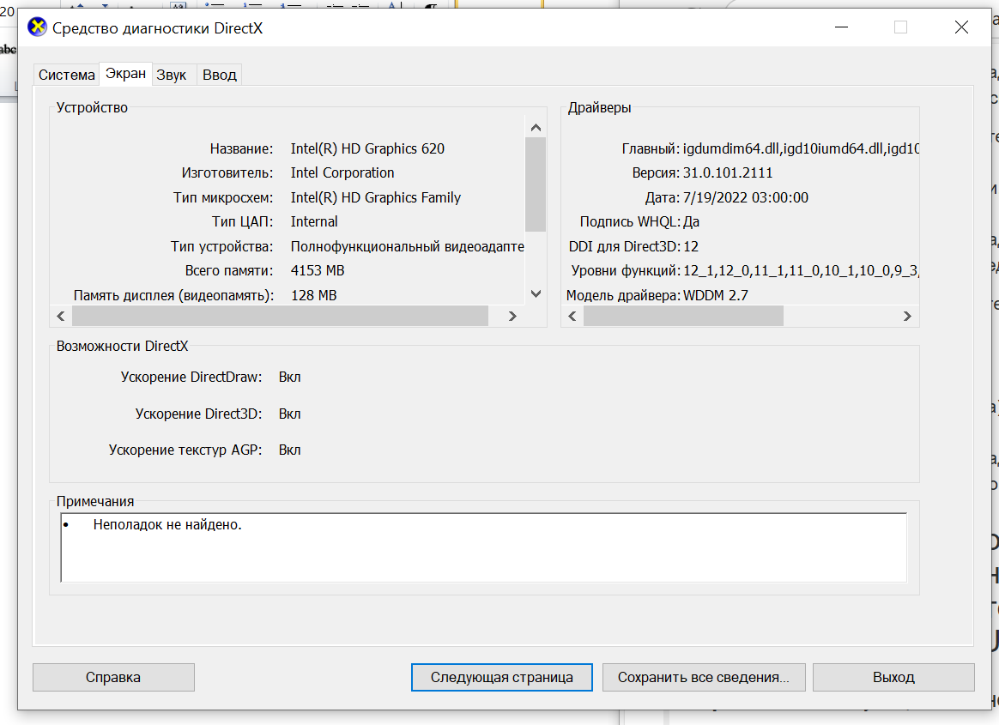 20
abc
Средство диагностики DirectX
Система
Экран
Звук
Ввод
Устройство
Название: Intel(R) HD Graphics 620
Изготовитель: Intel Corporation
Тип микросхем: Intel(R) HD Graphics Family
Тип ЦАП: Internal
Тип устройства: Полнофункциональный видеоадапте
Всего памяти: 4153 MB
Память дисплея (видеопамять): 128 MB
Драйверы
Главный: igdumdim64.dll,igd10iumd64.dll,igd10
Версия: 31.0.101.2111
Дата: 7/19/2022 03:00:00
Подпись WHQL: Да
DDI для Direct3D: 12
Уровни функций: 12_1,12_0,11_1,11_0,10_1,10_0,9_3,
Модель драйвера: WDDM 2.7
Возможности DirectX
Ускорение DirectDraw: Вкл
Ускорение Direct3D: Вкл
Ускорение текстур AGP: Вкл
Примечания
• Неполадок не найдено.
Справка
Следующая страница
Сохранить все сведения...
Выход